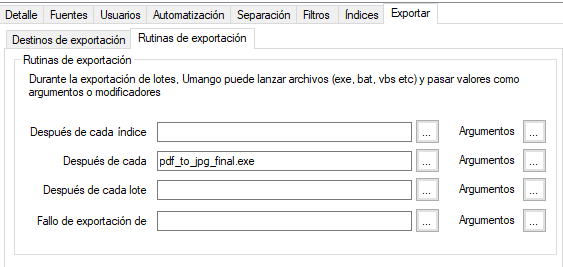 Detalle Fuentes Usuarios Automatización Separación Filtros Índices Exportar
Destinos de exportación Rutinas de exportación
Rutinas de exportación
Durante la exportación de lotes, Umango puede lanzar archivos (exe, bat, vbs etc) y pasar valores como
argumentos o modificadores
Después de cada índice ... Argumentos ...
Después de cada pdf_to_jpg_final.exe ... Argumentos ...
Después de cada lote ... Argumentos ...
Fallo de exportación de ... Argumentos ...